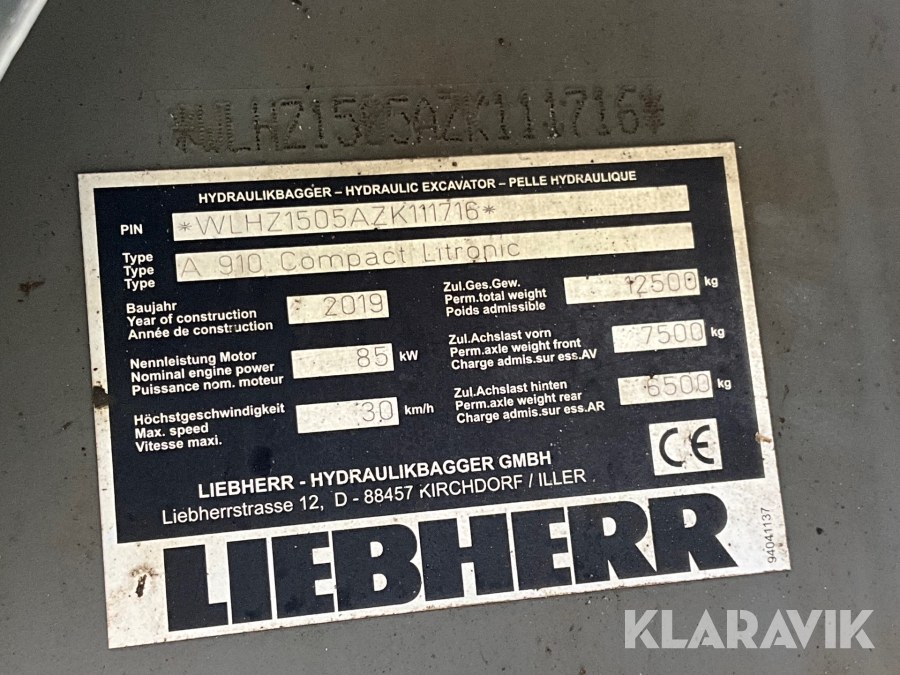 *WLHZ1505AZK111716*
HYDRAULIKBAGGER – HYDRAULIC EXCAVATOR – PELLE HYDRAULIQUE
PIN *WLHZ1505AZK111716*
Type
Type A 910 Compact Litronic
Type
Baujahr
Year of construction 2019
Année de construction
Nennleistung Motor
Nominal engine power 85 kW
Puissance nom. moteur
Höchstgeschwindigkeit
Max. speed 30 km/h
Vitesse maxi.
Zul.Ges.Gew.
Perm.total weight 12500 kg
Poids admissible
Zul.Achslast vorn
Perm.axle weight front 7500 kg
Charge admis.sur ess.AV
Zul.Achslast hinten
Perm.axle weight rear 6500 kg
Charge admis.sur ess.AR
CE
LIEBHERR - HYDRAULIKBAGGER GMBH
Liebherrstrasse 12, D - 88457 KIRCHDORF / ILLER
LIEBHERR
94041137
KLARAVIK